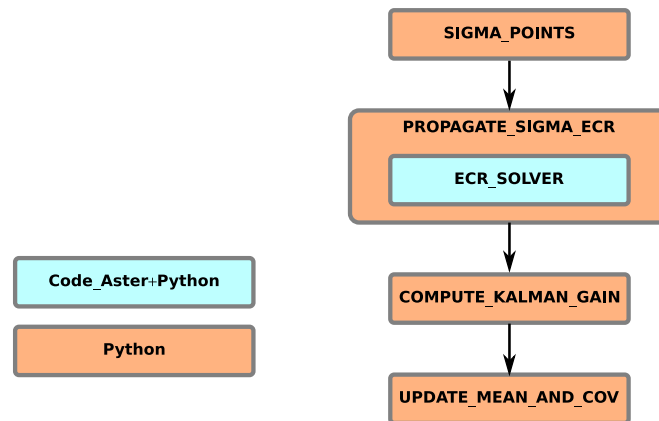 SIGMA_POINTS
PROPAGATE_SIGMA_ECR
ECR_SOLVER
Code_Aster+Python
COMPUTE_KALMAN_GAIN
Python
UPDATE_MEAN_AND_COV